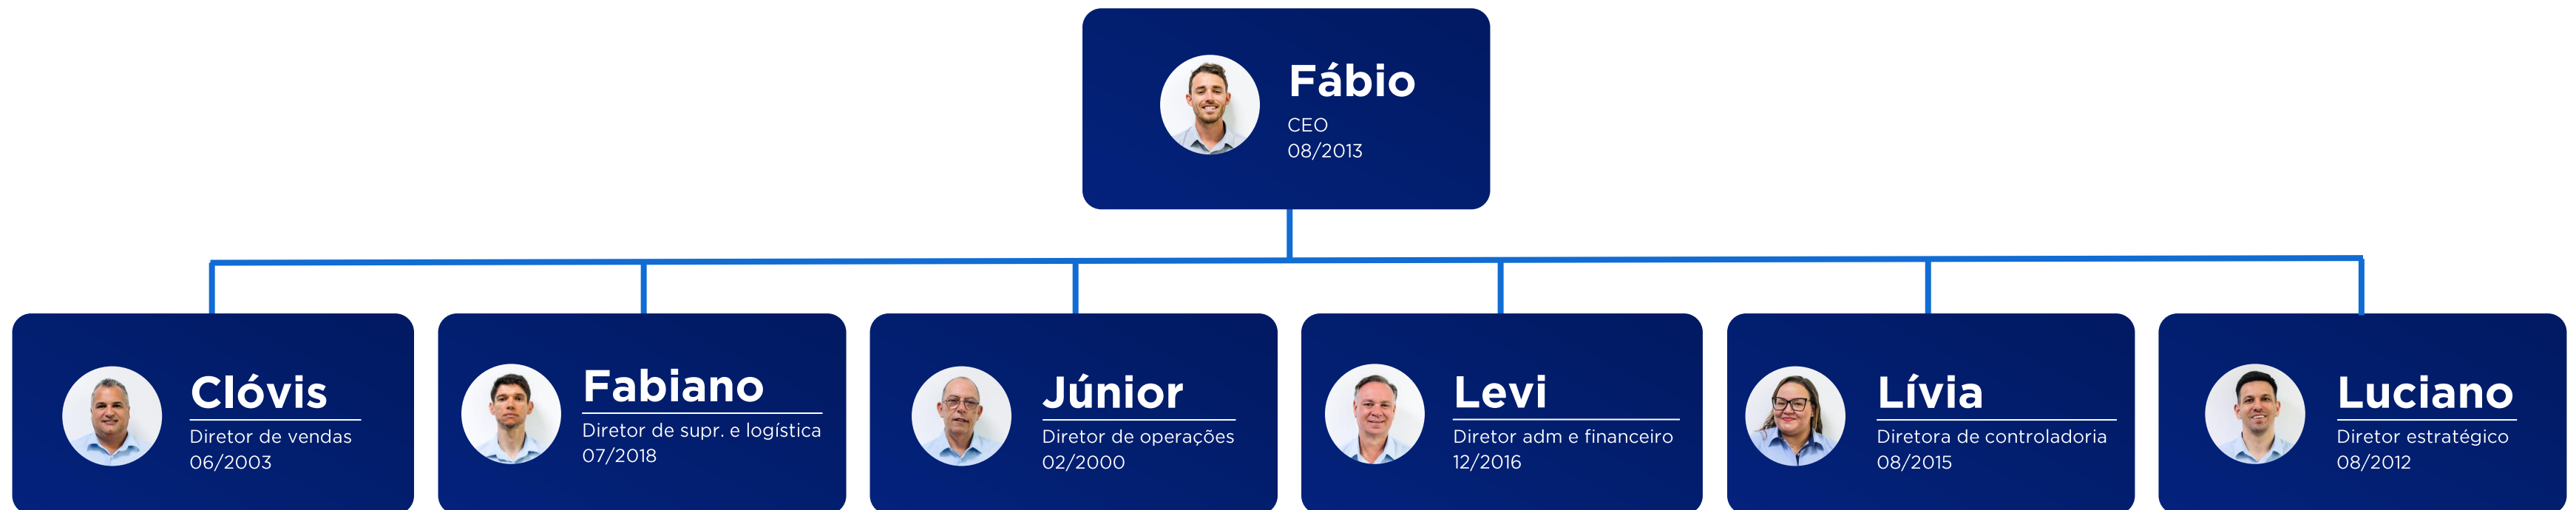 Fábio
CEO
08/2013
Clóvis
Diretor de vendas
06/2003
Fabiano
Diretor de supr. e logística
07/2018
Júnior
Diretor de operações
02/2000
Levi
Diretor adm e financeiro
12/2016
Lívia
Diretora de controladoria
08/2015
Luciano
Diretor estratégico
08/2012